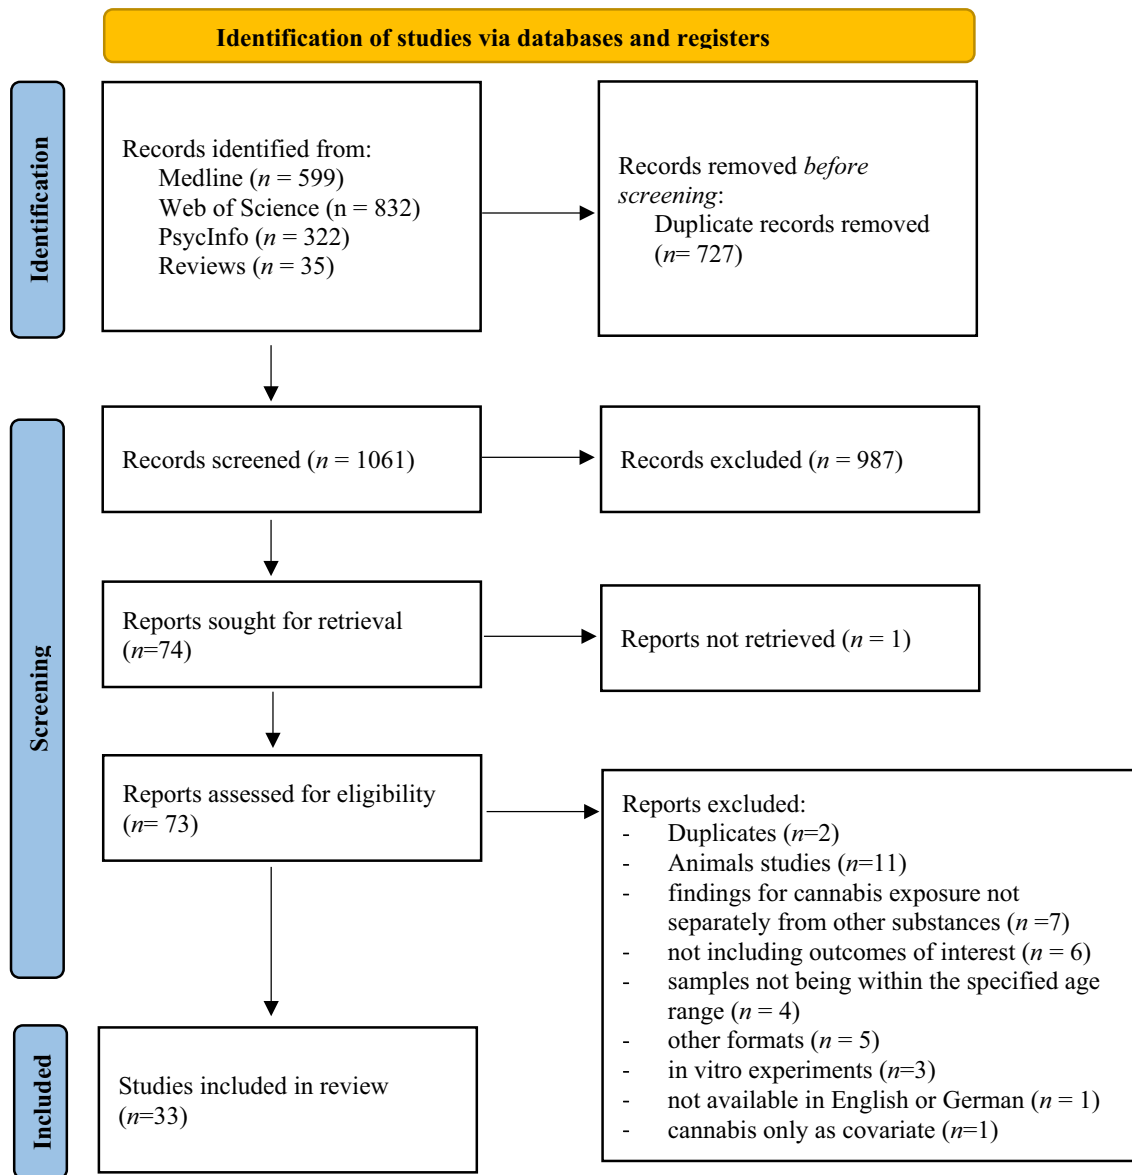 Identification of studies via databases and registers
Identification
Records identified from:
Medline (n = 599)
Web of Science (n = 832)
PsycInfo (n = 322)
Reviews (n = 35)
Records removed before
screening:
Duplicate records removed
(n= 727)
Screening
Records screened (n = 1061)
Records excluded (n = 987)
Reports sought for retrieval
(n=74)
Reports not retrieved (n = 1)
Reports assessed for eligibility
(n= 73)
Reports excluded:
- Duplicates (n=2)
- Animals studies (n=11)
- findings for cannabis exposure not
separately from other substances (n =7)
- not including outcomes of interest (n = 6)
- samples not being within the specified age
range (n = 4)
- other formats (n = 5)
- in vitro experiments (n=3)
- not available in English or German (n = 1)
- cannabis only as covariate (n=1)
Included
Studies included in review
(n=33)